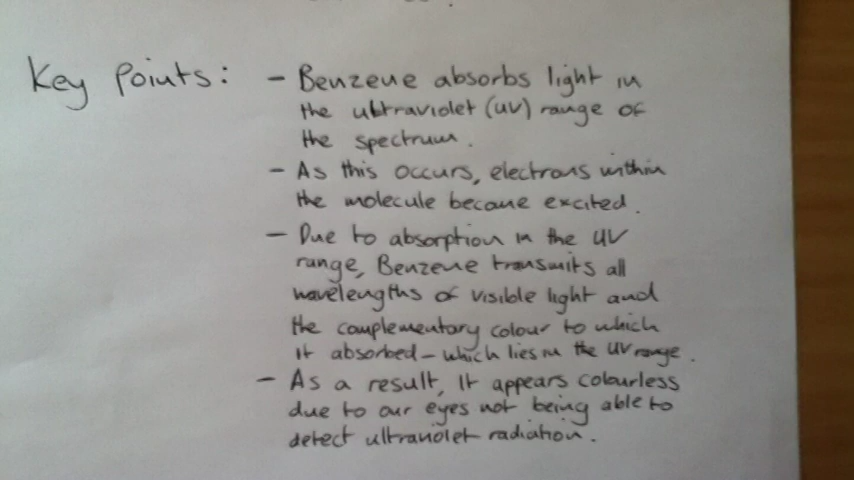 Key Points: - Benzene absorbs light in
the ultraviolet (UV) range of
the spectrum.
- As this occurs, electrons within
the molecule become excited.
- Due to absorption in the UV
range, Benzene transmits all
wavelengths of visible light and
the complementary colour to which
it absorbed - which lies in the UV range.
- As a result, it appears colourless
due to our eyes not being able to
detect ultraviolet radiation.